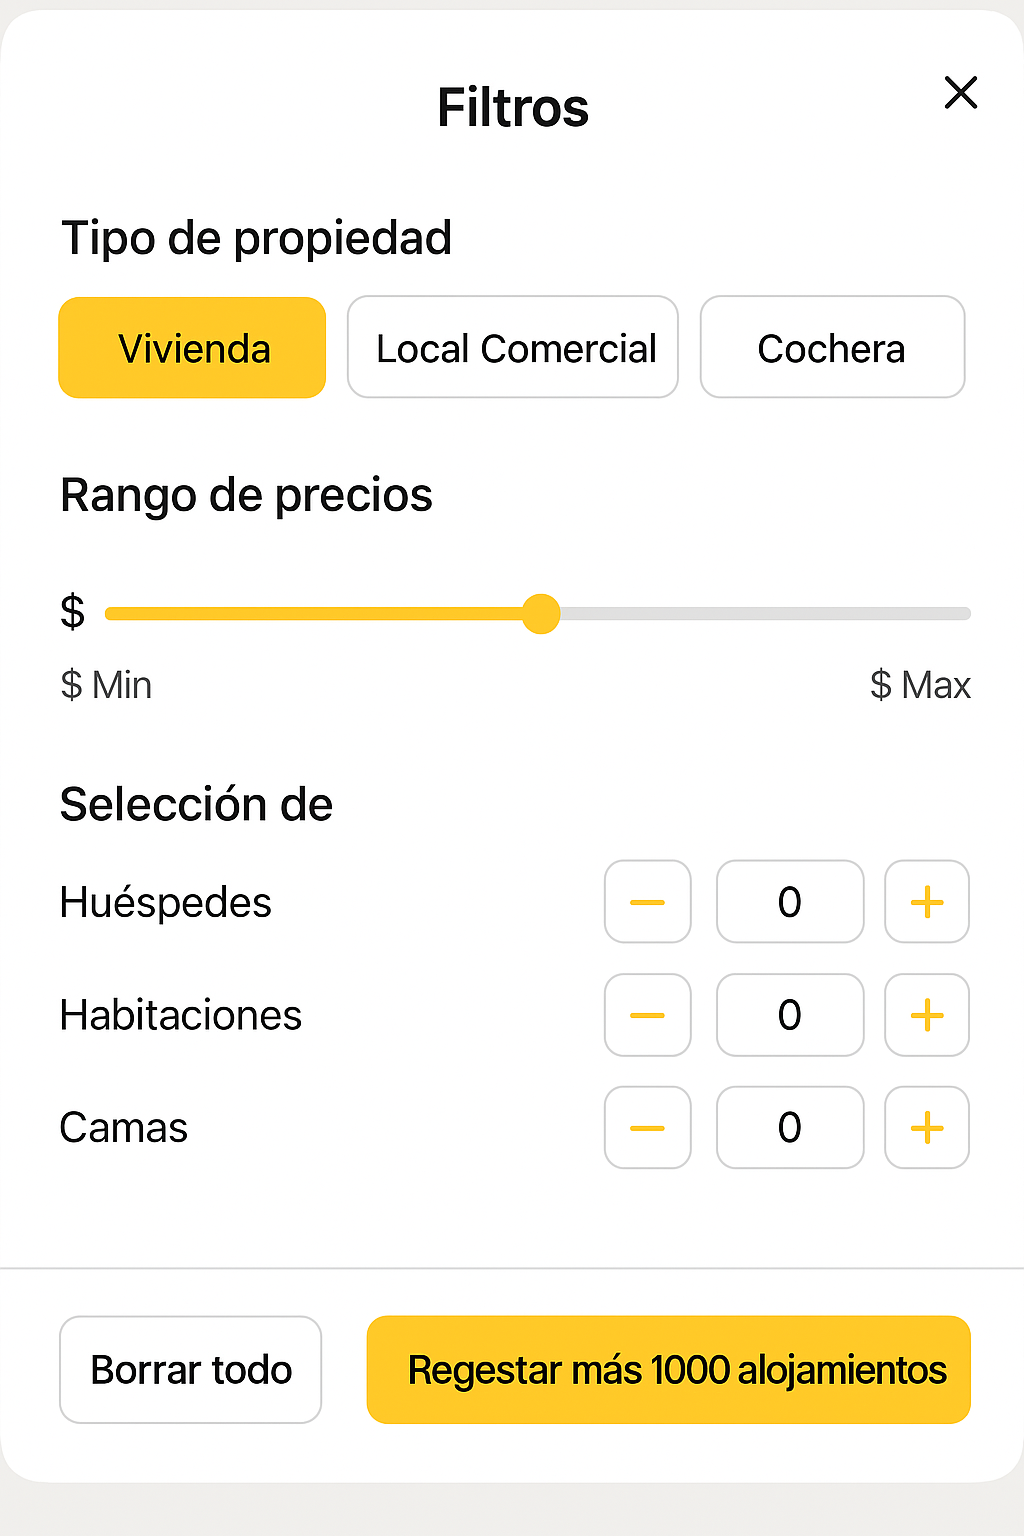 Filtros
Tipo de propiedad
Vivienda Local Comercial Cochera
Rango de precios
$
$ Min $ Max
Selección de
Huéspedes 0
Habitaciones 0
Camas 0
Borrar todo Regestar más 1000 alojamientos